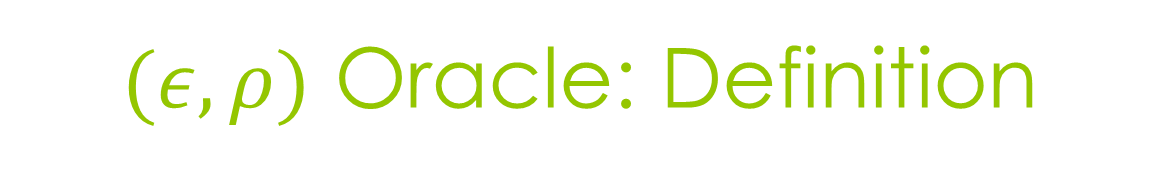 (𝜖, 𝜌) Oracle: Definition